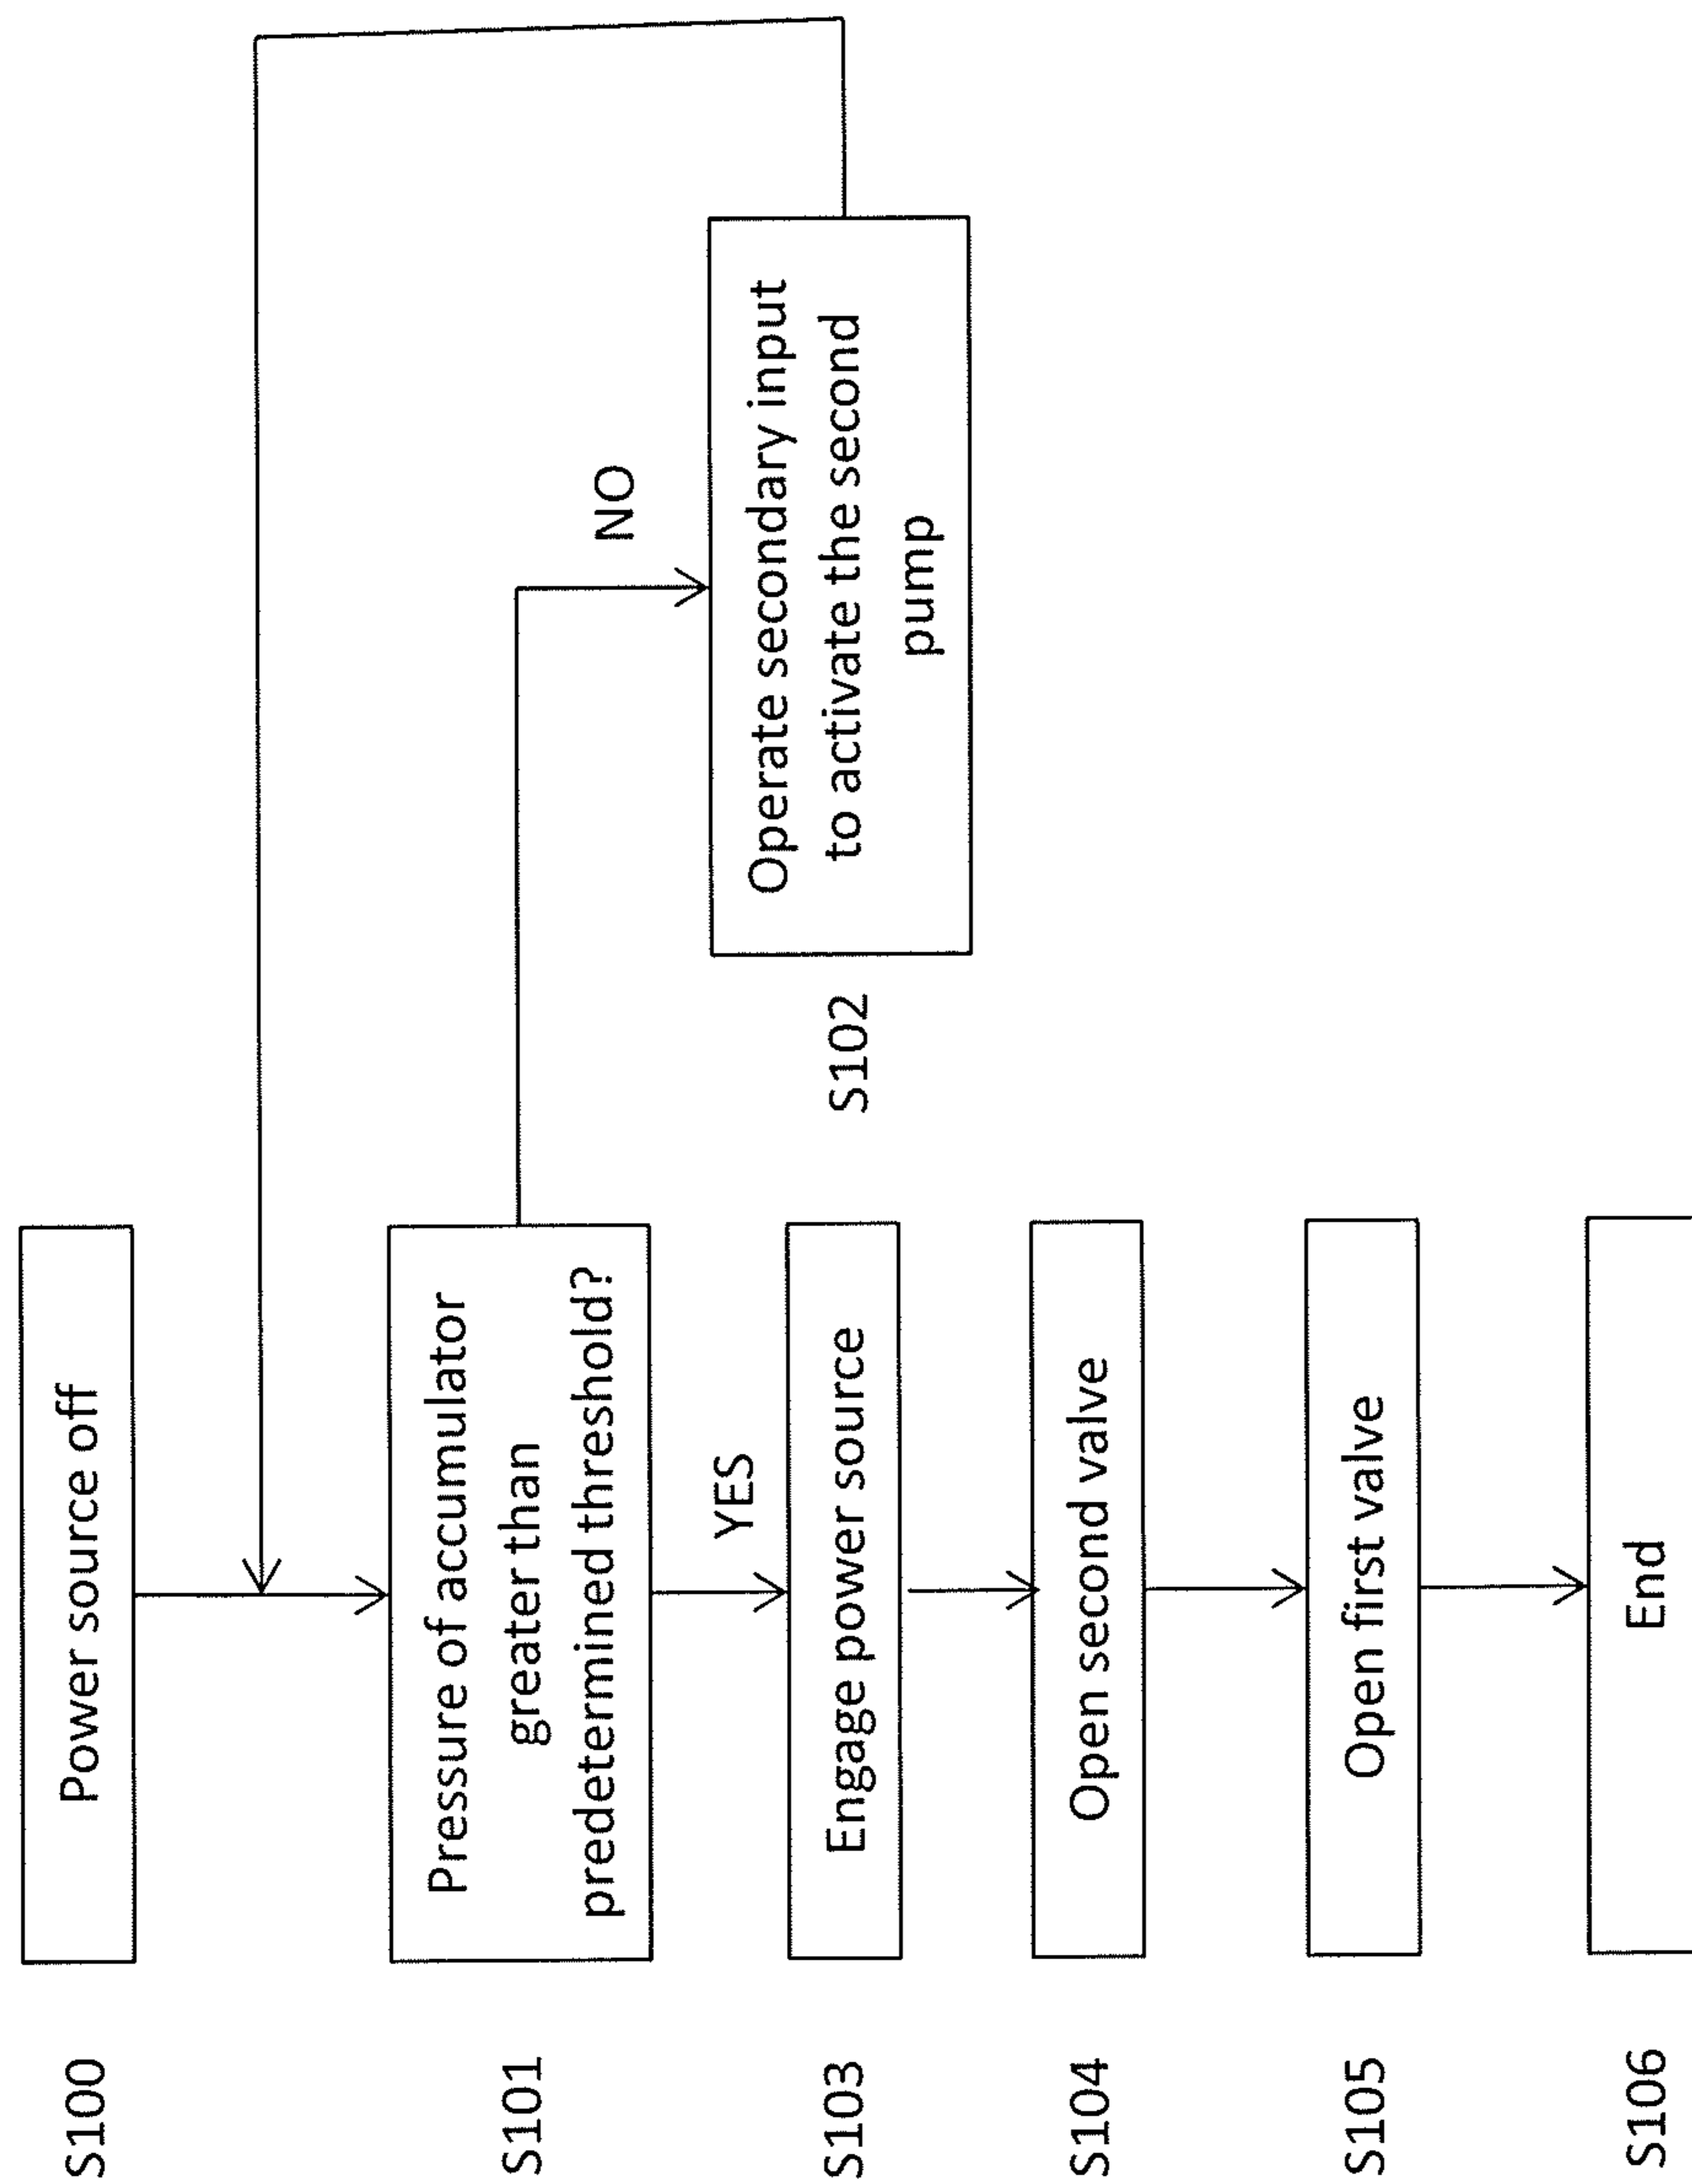 S100
Power source off
S101
Pressure of accumulator
greater than
predetermined threshold?
NO
S102
Operate secondary input
to activate the second
pump
YES
S103
Engage power source
S104
Open second valve
S105
Open first valve
S106
End